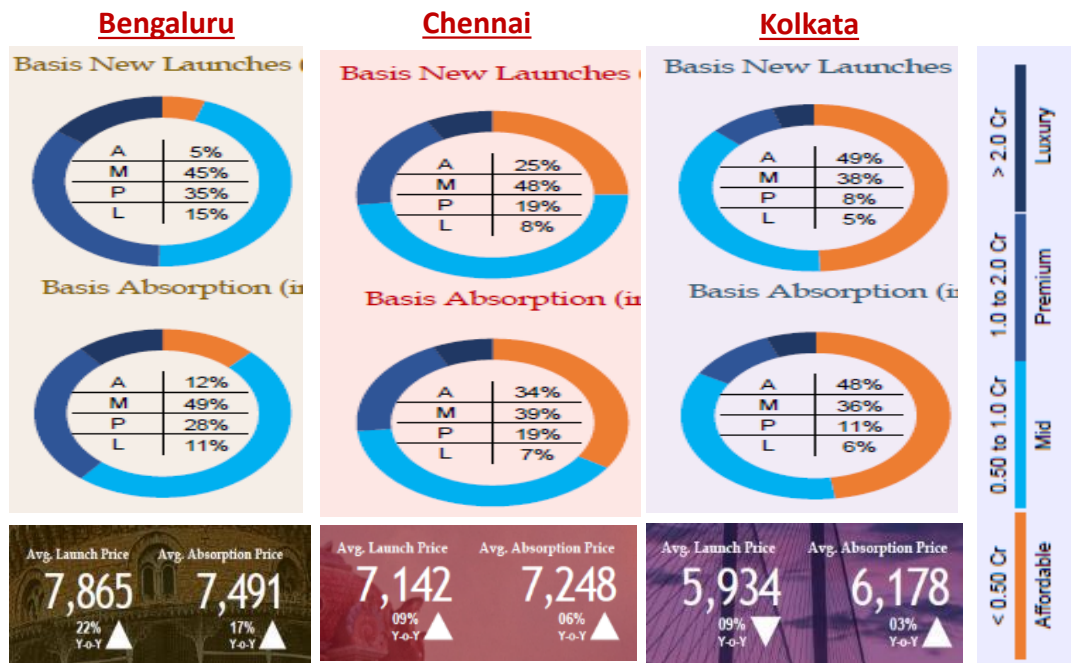 Bengaluru
Basis New Launches (
A 5%
M 45%
P 35%
L 15%
Basis Absorption (in
A 12%
M 49%
P 28%
L 11%
Avg. Launch Price Avg. Absorption Price
7,865 7,491
22% 17%
Y-o-Y Y-o-Y
Chennai
Basis New Launches (
A 25%
M 48%
P 19%
L 8%
Basis Absorption (in
A 34%
M 39%
P 19%
L 7%
Avg. Launch Price Avg. Absorption Price
7,142 7,248
09% 06%
Y-o-Y Y-o-Y
Kolkata
Basis New Launches
A 49%
M 38%
P 8%
L 5%
Basis Absorption (in
A 48%
M 36%
P 11%
L 6%
Avg. Launch Price Avg. Absorption Price
5,934 6,178
09% 03%
Y-o-Y Y-o-Y
> 2.0 Cr Luxury
1.0 to 2.0 Cr Premium
0.50 to 1.0 Cr Mid
< 0.50 Cr Affordable